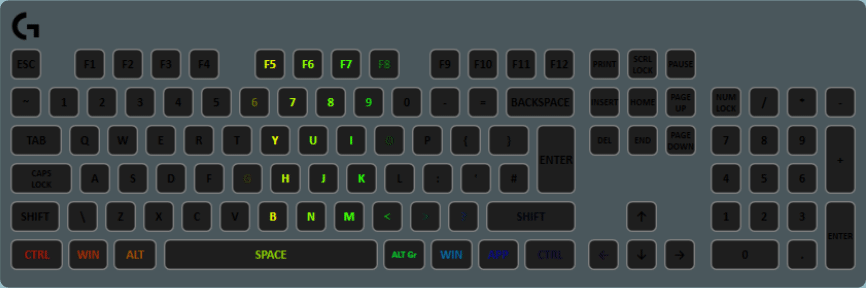 ESC F1 F2 F3 F4 F5 F6 F7 F8 F9 F10 F11 F12 PRINT SCRL LOCK PAUSE
~ 1 2 3 4 5 6 7 8 9 0 - = BACKSPACE INSERT HOME PAGE UP NUM LOCK / * -
TAB Q W E R T Y U I O P ( ) ENTER DEL END PAGE DOWN 7 8 9 +
CAPS LOCK A S D F G H J K L : ' # 4 5 6
SHIFT \ Z X C V B N M < SHIFT ↑ 1 2 3 ENTER
CTRL WIN ALT SPACE ALT Gr WIN APP CTRL ← ↓ → 0 .